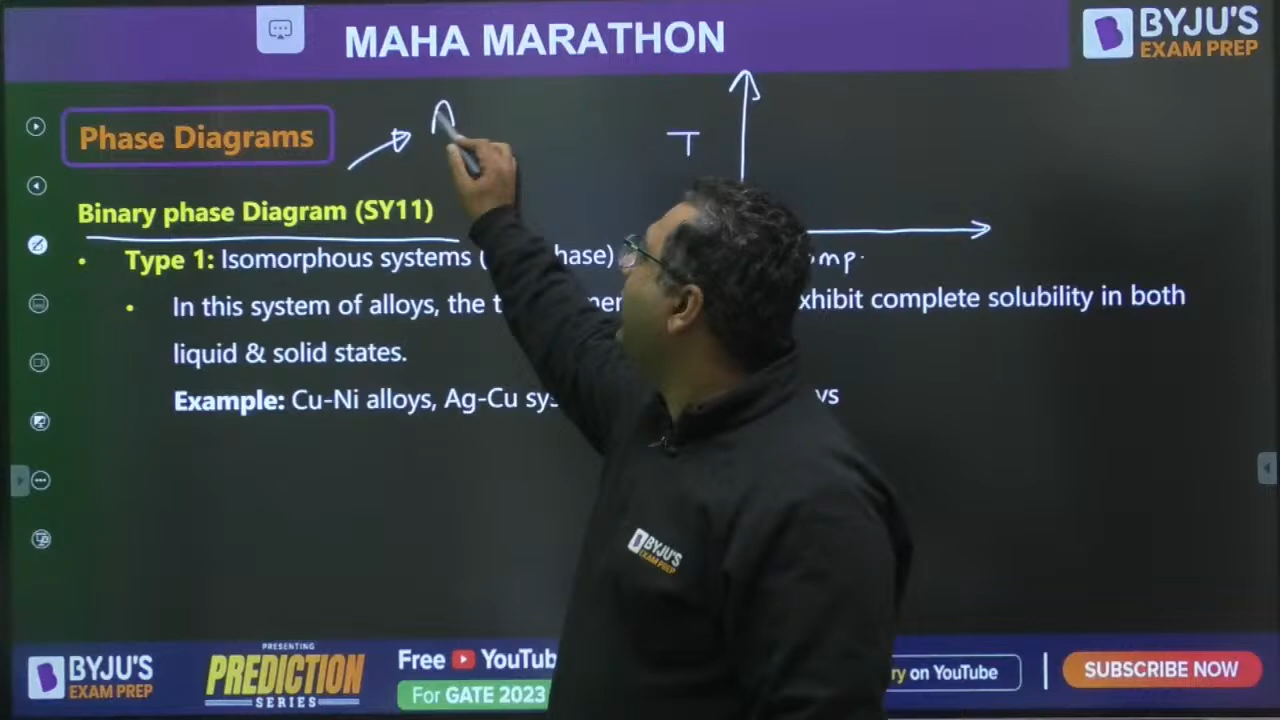 MAHA MARATHON
BYJU'S
EXAM PREP
T
Phase Diagrams
Binary phase Diagram (SY11)
• Type 1: Isomorphous systems ( hase) omp.
• In this system of alloys, the t xhibit complete solubility in both
liquid & solid states.
Example: Cu-Ni alloys, Ag-Cu sys ys
BYJU'S
EXAM PREP
BYJU'S
EXAM PREP
PRESENTING
PREDICTION
SERIES
Free YouTub
For GATE 2023
ry on YouTube
SUBSCRIBE NOW